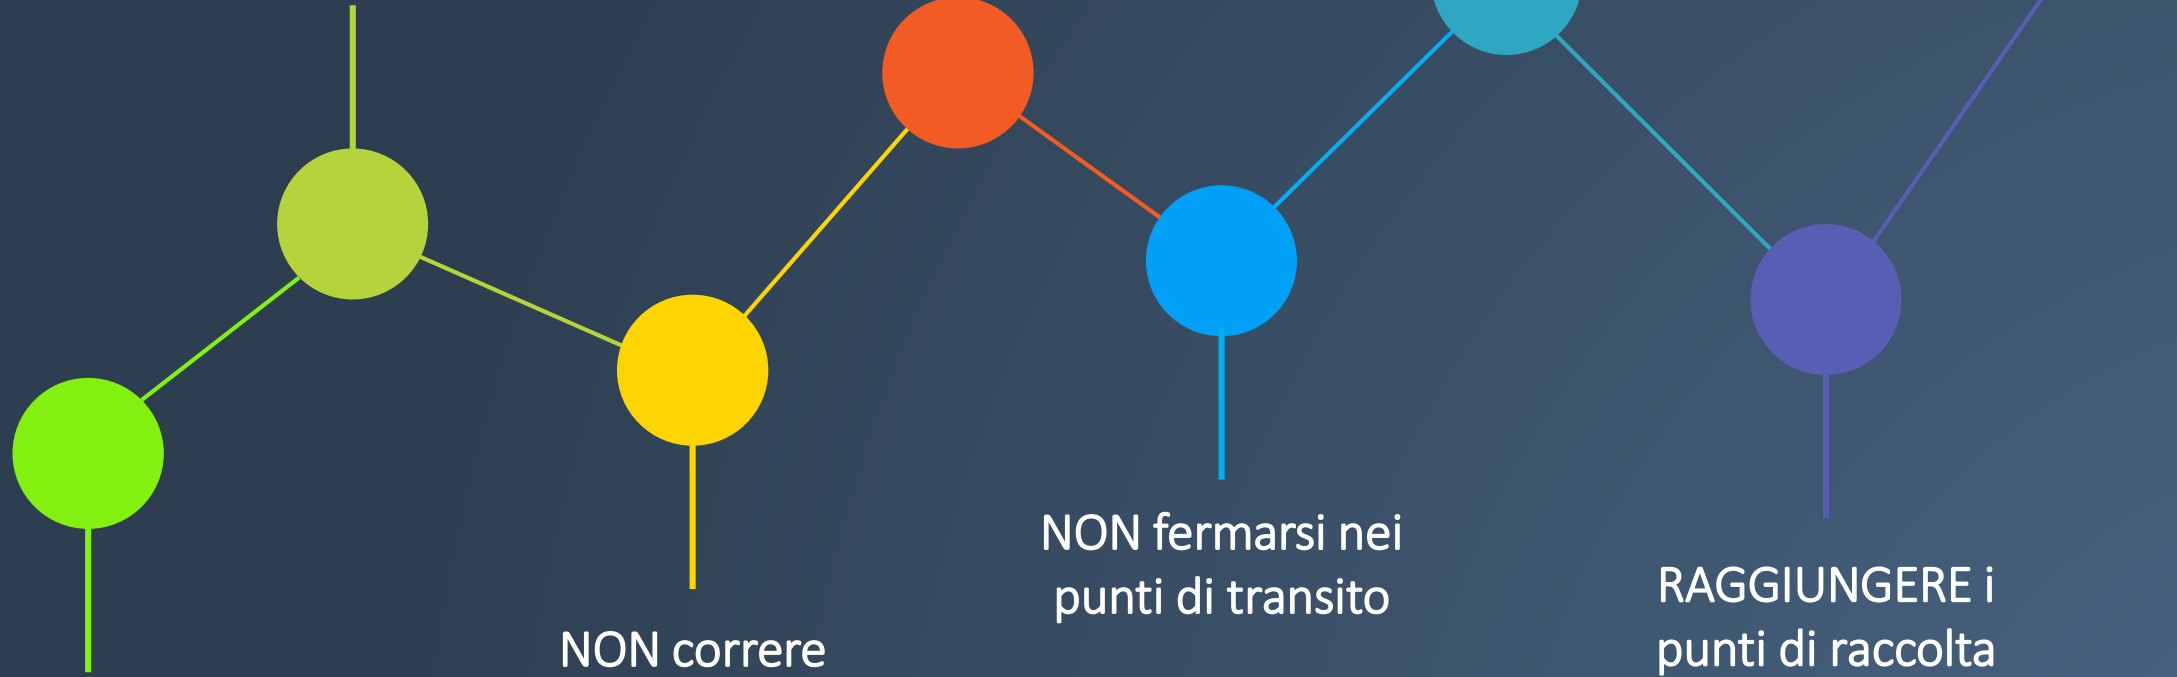 NON correre
NON fermarsi nei
punti di transito
RAGGIUNGERE i
punti di raccolta